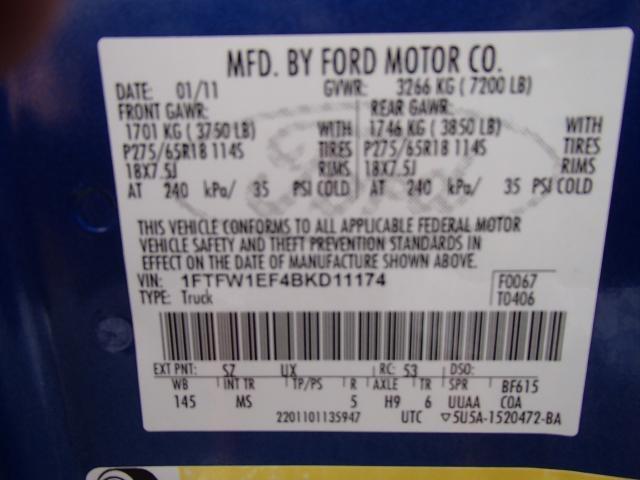 MFD. BY FORD MOTOR CO.
DATE: 01/11 GVWR: 3266 KG ( 7200 LB)
FRONT GAWR: REAR GAWR:
1701 KG ( 3750 LB) WITH 1746 KG ( 3850 LB) WITH
P275/65R18 114S TIRES P275/65R18 114S TIRES
18X7.5J RIMS 18X7.5J RIMS
AT 240 kPa/ 35 PSI COLD AT 240 kPa/ 35 PSI COLD
THIS VEHICLE CONFORMS TO ALL APPLICABLE FEDERAL MOTOR
VEHICLE SAFETY AND THEFT PREVENTION STANDARDS IN
EFFECT ON THE DATE OF MANUFACTURE SHOWN ABOVE.
VIN: 1FTFW1EF4BKD11174 F0067
TYPE: Truck T0406
EXT PNT: SZ UX RC: 53 DSO:
WB INT TR TP/PS R AXLE TR SPR BF615
145 MS 5 H9 6 UUAA COA
2201101135947 UTC ▽5U5A-1520472-BA